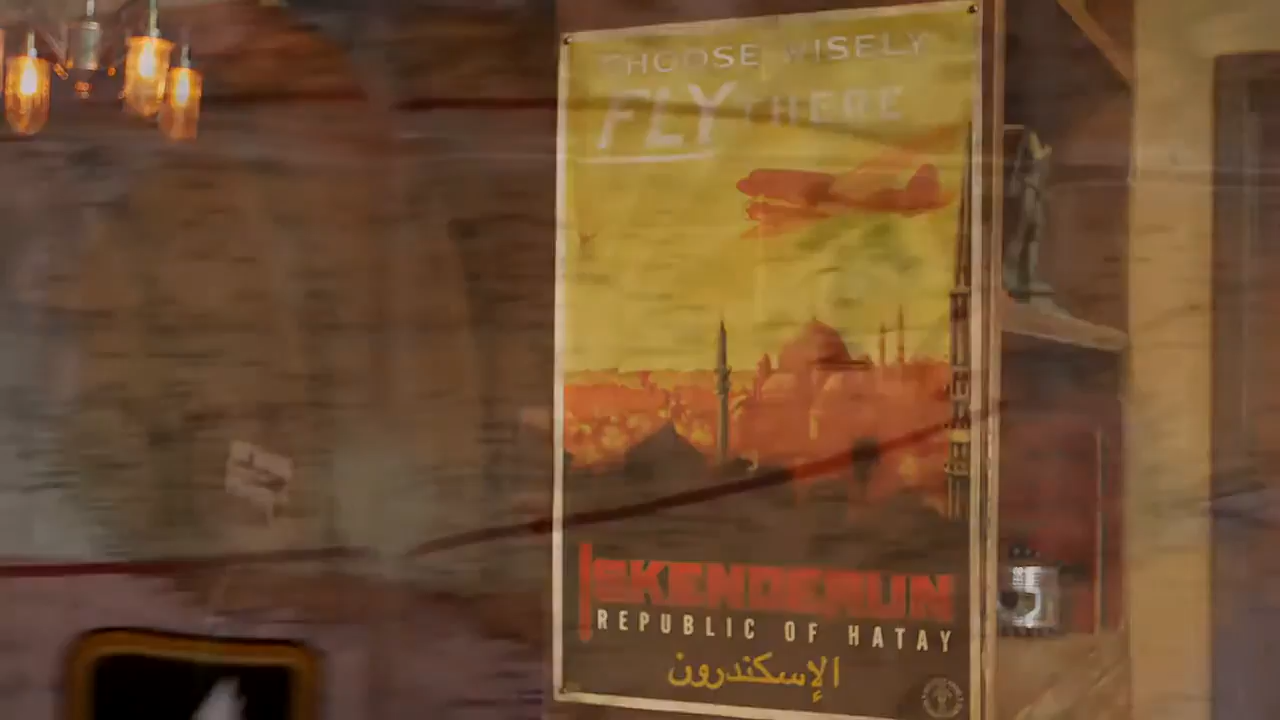 CHOOSE WISELY
FLY THERE
ISKENDERUN
REPUBLIC OF HATAY
الإسكندرون